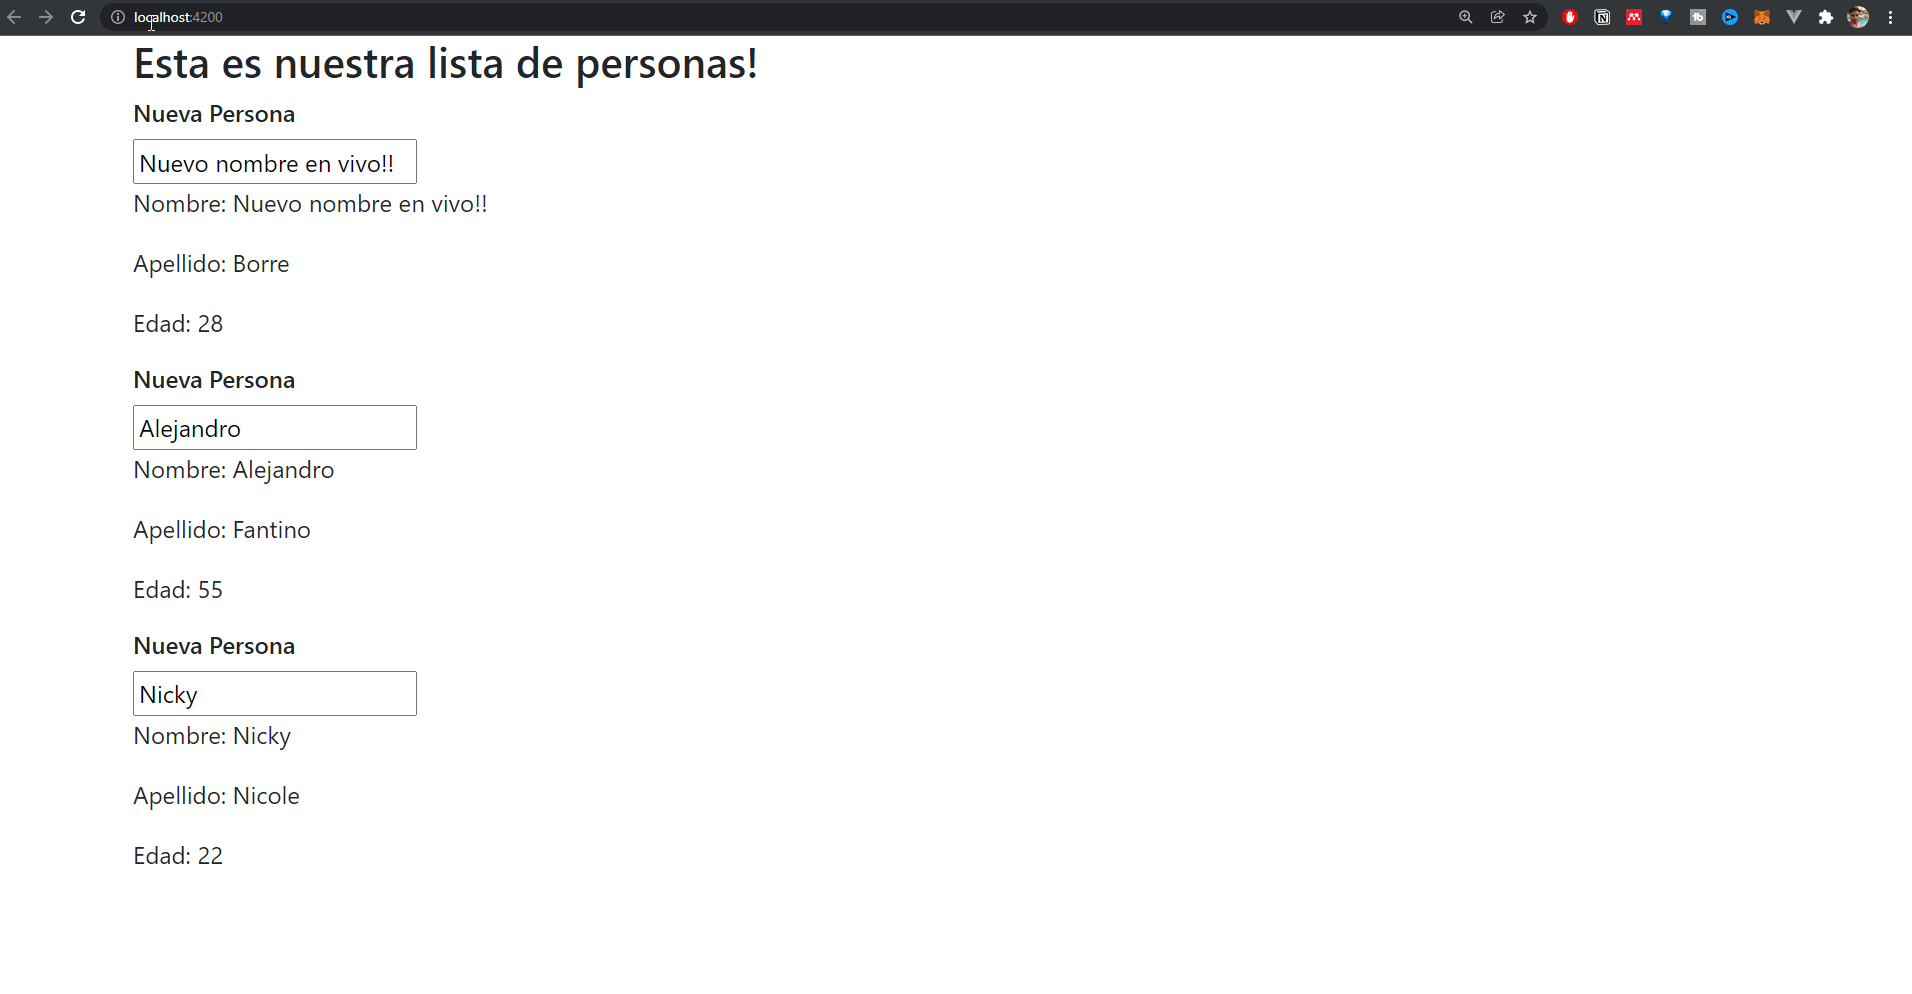 localhost:4200
Esta es nuestra lista de personas!
Nueva Persona
Nuevo nombre en vivo!!
Nombre: Nuevo nombre en vivo!!
Apellido: Borre
Edad: 28
Nueva Persona
Alejandro
Nombre: Alejandro
Apellido: Fantino
Edad: 55
Nueva Persona
Nicky
Nombre: Nicky
Apellido: Nicole
Edad: 22